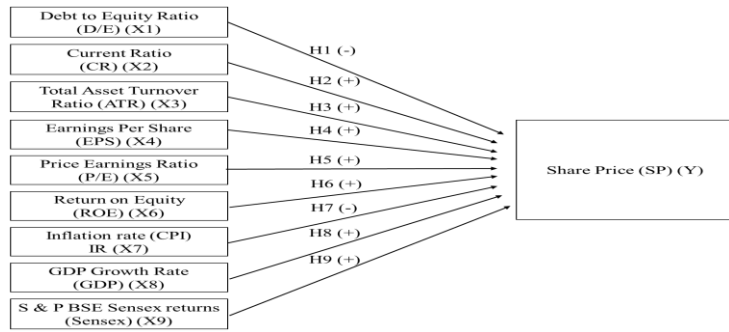 Debt to Equity Ratio
(D/E) (X1)
Current Ratio
(CR) (X2)
Total Asset Turnover
Ratio (ATR) (X3)
Earnings Per Share
(EPS) (X4)
Price Earnings Ratio
(P/E) (X5)
Return on Equity
(ROE) (X6)
Inflation rate (CPI)
IR (X7)
GDP Growth Rate
(GDP) (X8)
S & P BSE Sensex returns
(Sensex) (X9)
H1 (-)
H2 (+)
H3 (+)
H4 (+)
H5 (+)
H6 (+)
H7 (-)
H8 (+)
H9 (+)
Share Price (SP) (Y)